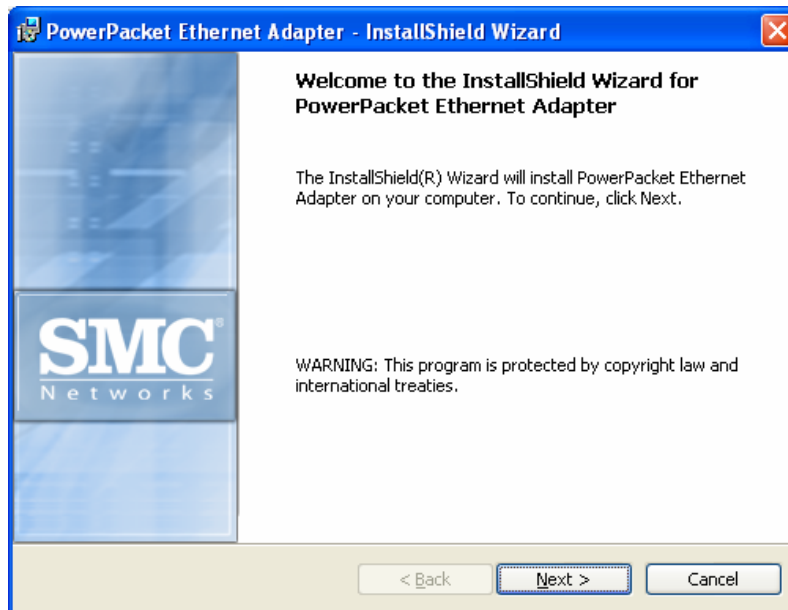 PowerPacket Ethernet Adapter - InstallShield Wizard
Welcome to the InstallShield Wizard for
PowerPacket Ethernet Adapter
The InstallShield(R) Wizard will install PowerPacket Ethernet
Adapter on your computer. To continue, click Next.
SMC®
Networks
WARNING: This program is protected by copyright law and
international treaties.
< Back
Next >
Cancel